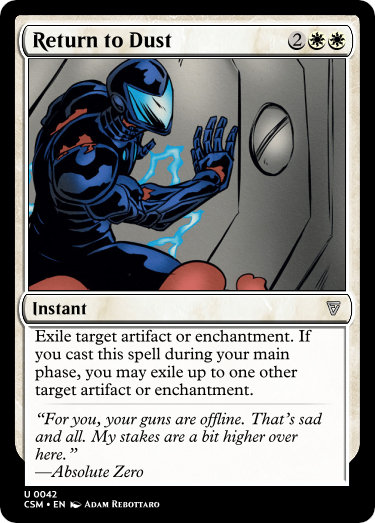 Return to Dust 2
Instant
Exile target artifact or enchantment. If
you cast this spell during your main
phase, you may exile up to one other
target artifact or enchantment.
“For you, your guns are offline. That’s sad
and all. My stakes are a bit higher over
here.”
—Absolute Zero
U 0042
CSM • EN Adam Rebottaro